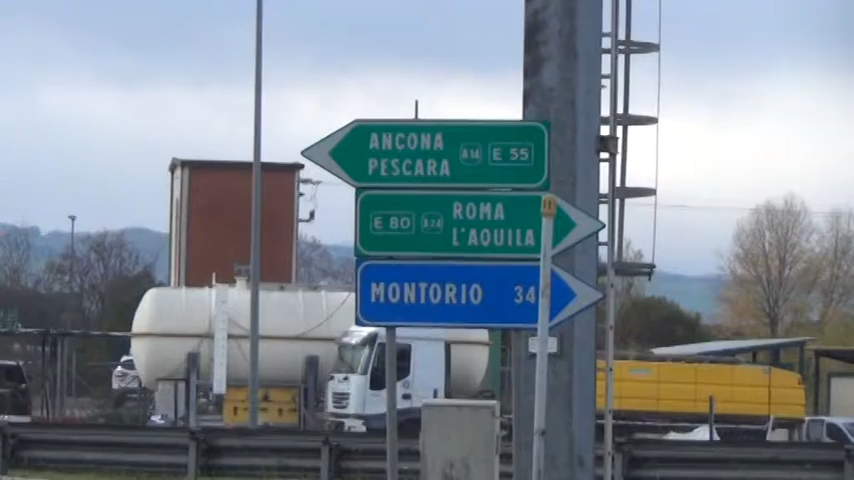 ANCONA
PESCARA A14 E 55
E 80 A24 ROMA
L'AQUILA
MONTORIO 34